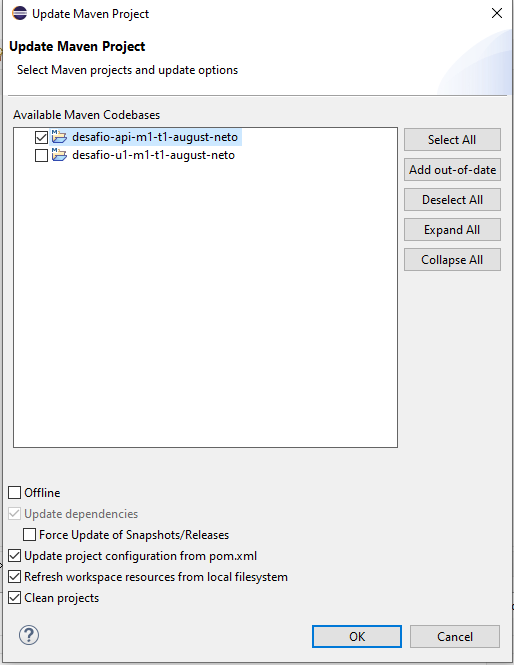 Update Maven Project
Update Maven Project
Select Maven projects and update options
Available Maven Codebases
desafio-api-m1-t1-august-neto
desafio-u1-m1-t1-august-neto
Select All
Add out-of-date
Deselect All
Expand All
Collapse All
Offline
Update dependencies
Force Update of Snapshots/Releases
Update project configuration from pom.xml
Refresh workspace resources from local filesystem
Clean projects
?
OK
Cancel